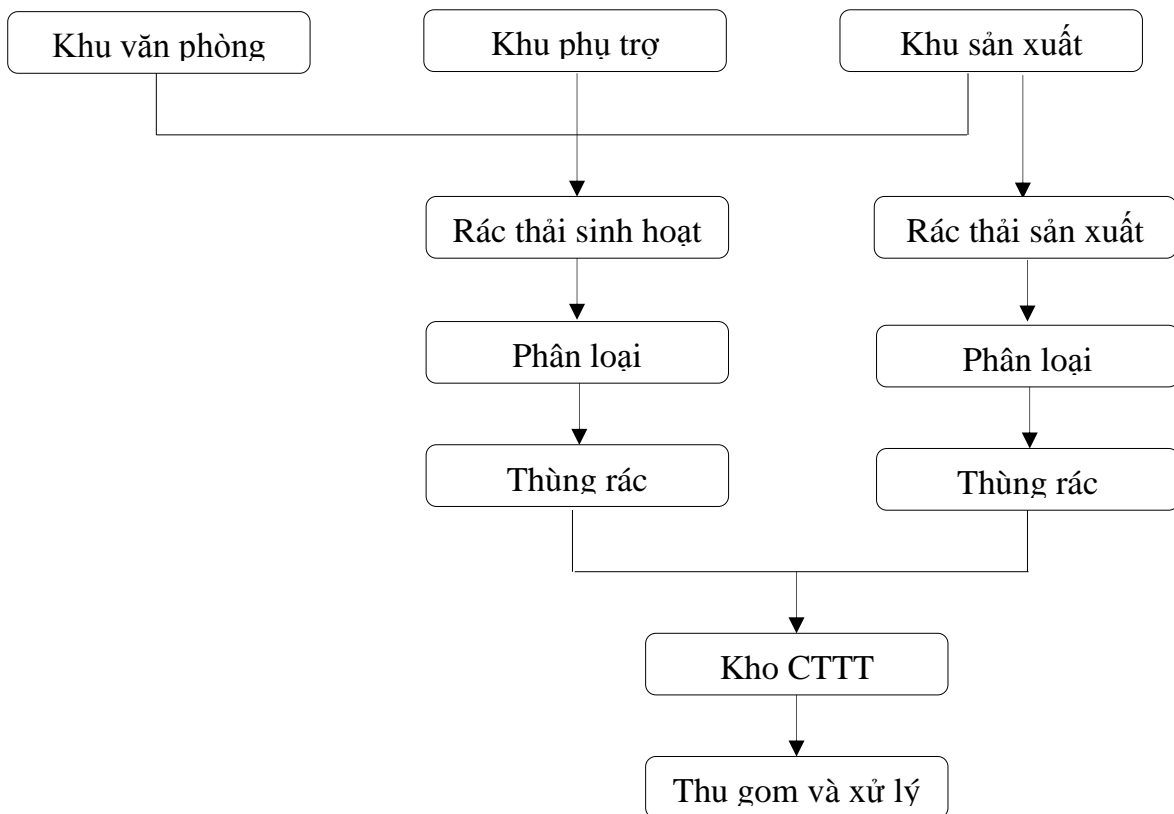 Khu văn phòng
Khu phụ trợ
Khu sản xuất
Rác thải sinh hoạt
Rác thải sản xuất
Phân loại
Phân loại
Thùng rác
Thùng rác
Kho CTTT
Thu gom và xử lý